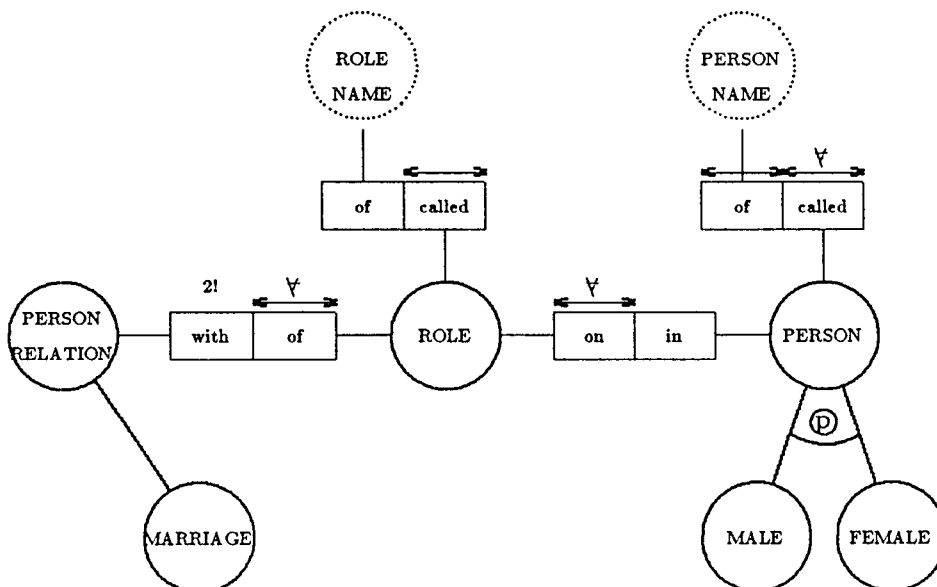 ROLE
NAME
PERSON
NAME
∀
of called
of called
2! ∀ ∀
PERSON
RELATION
with of
ROLE
on in
PERSON
p
MARRIAGE
MALE
FEMALE